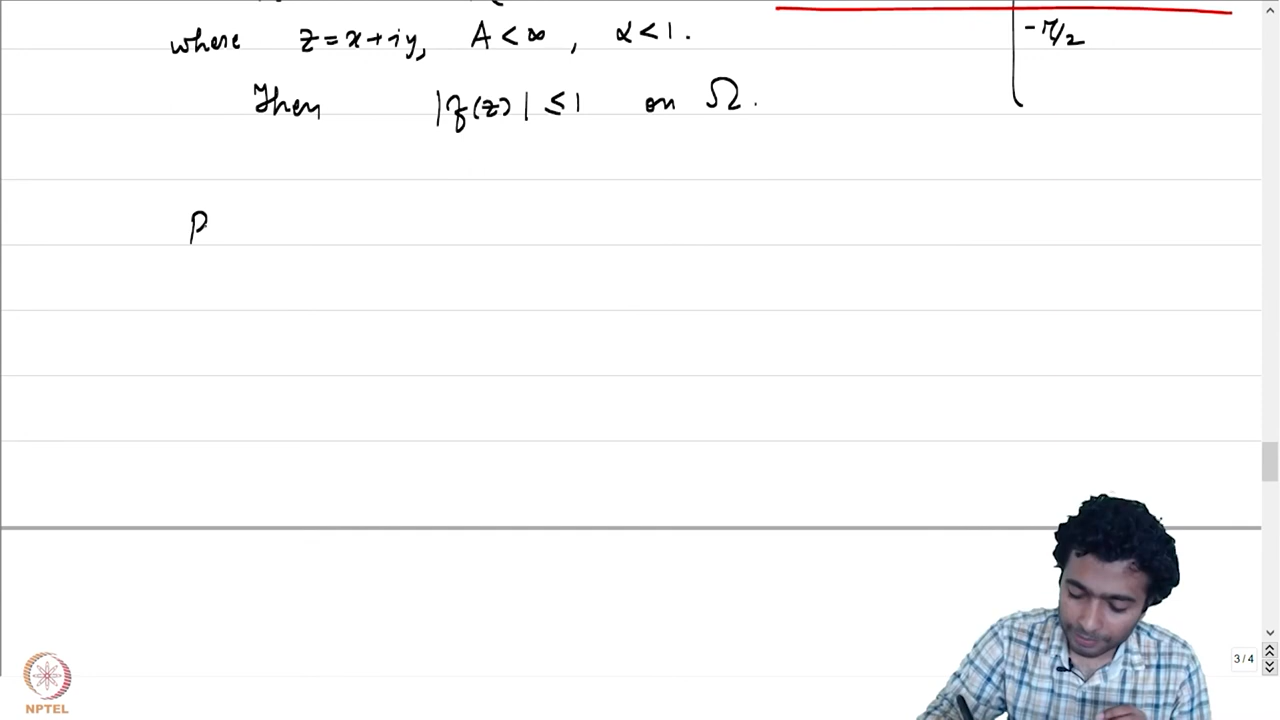 where z = x + iy, A < ∞, α < 1.
-π/2
Then |f(z)| ≤ 1 on Ω.
P
3 / 4
NPTEL